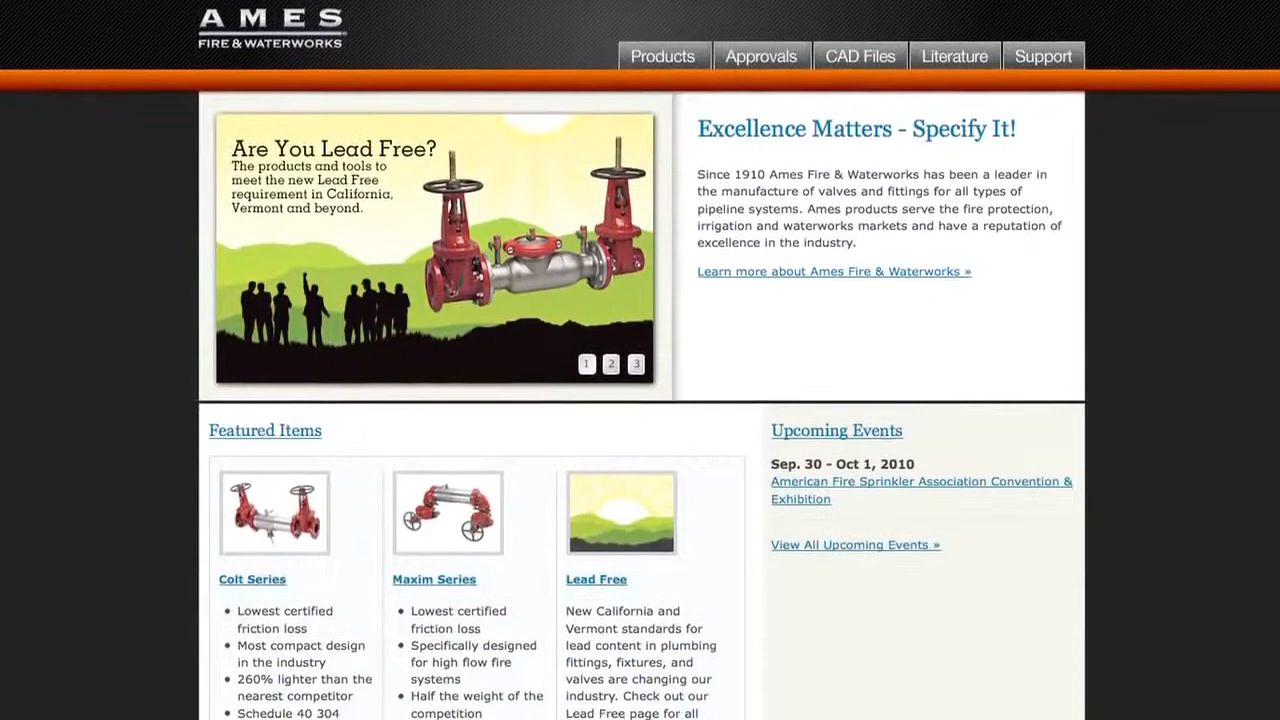 AMES
FIRE & WATERWORKS
Products
Approvals
CAD Files
Literature
Support
Are You Lead Free?
The products and tools to
meet the new Lead Free
requirement in California,
Vermont and beyond.
1 2 3
Excellence Matters - Specify It!
Since 1910 Ames Fire & Waterworks has been a leader in
the manufacture of valves and fittings for all types of
pipeline systems. Ames products serve the fire protection,
irrigation and waterworks markets and have a reputation of
excellence in the industry.
Learn more about Ames Fire & Waterworks »
Featured Items
Colt Series
• Lowest certified
friction loss
• Most compact design
in the industry
• 260% lighter than the
nearest competitor
• Schedule 40 304
Maxim Series
• Lowest certified
friction loss
• Specifically designed
for high flow fire
systems
• Half the weight of the
competition
Lead Free
New California and
Vermont standards for
lead content in plumbing
fittings, fixtures, and
valves are changing our
industry. Check out our
Lead Free page for all
Upcoming Events
Sep. 30 - Oct 1, 2010
American Fire Sprinkler Association Convention &
Exhibition
View All Upcoming Events »